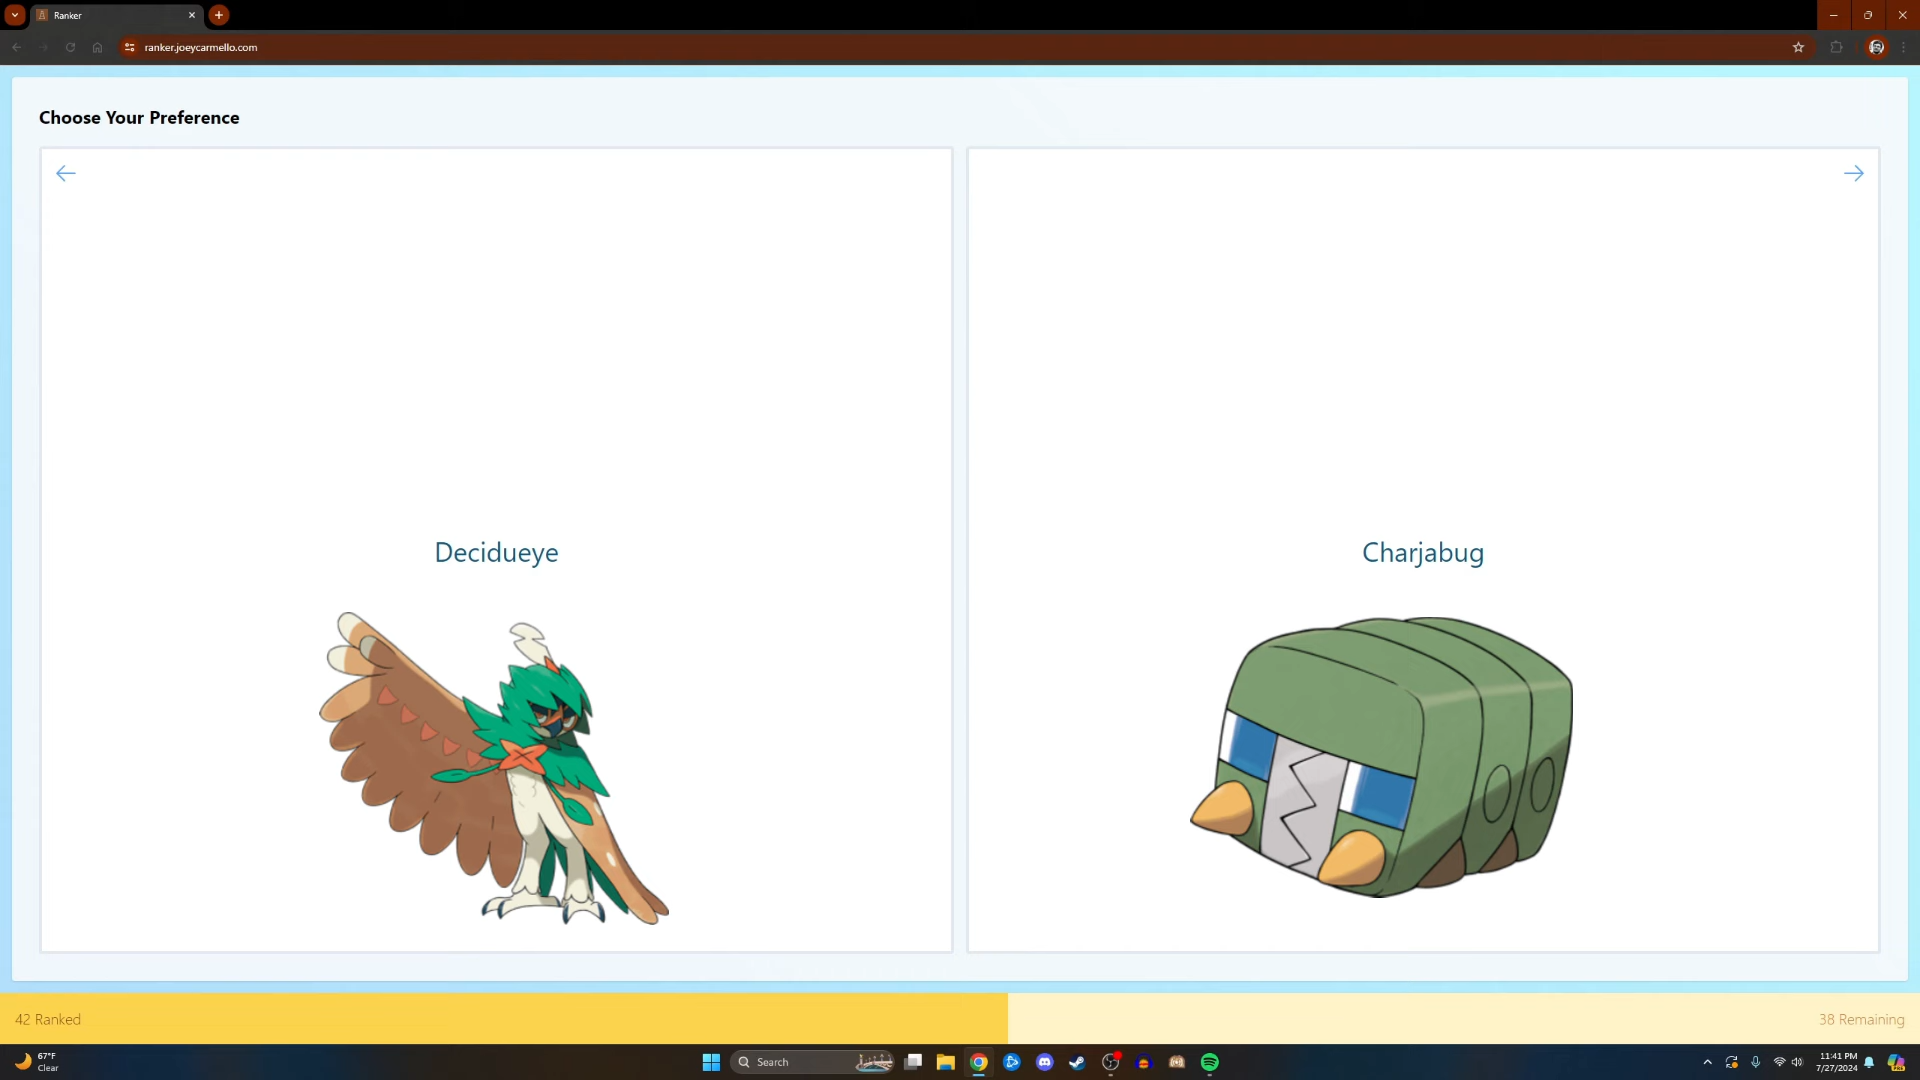 Ranker
ranker.joeycarmello.com
Choose Your Preference
Decidueye
Charjabug
42 Ranked
38 Remaining
67°F
Clear
Search
11:41 PM
7/27/2024